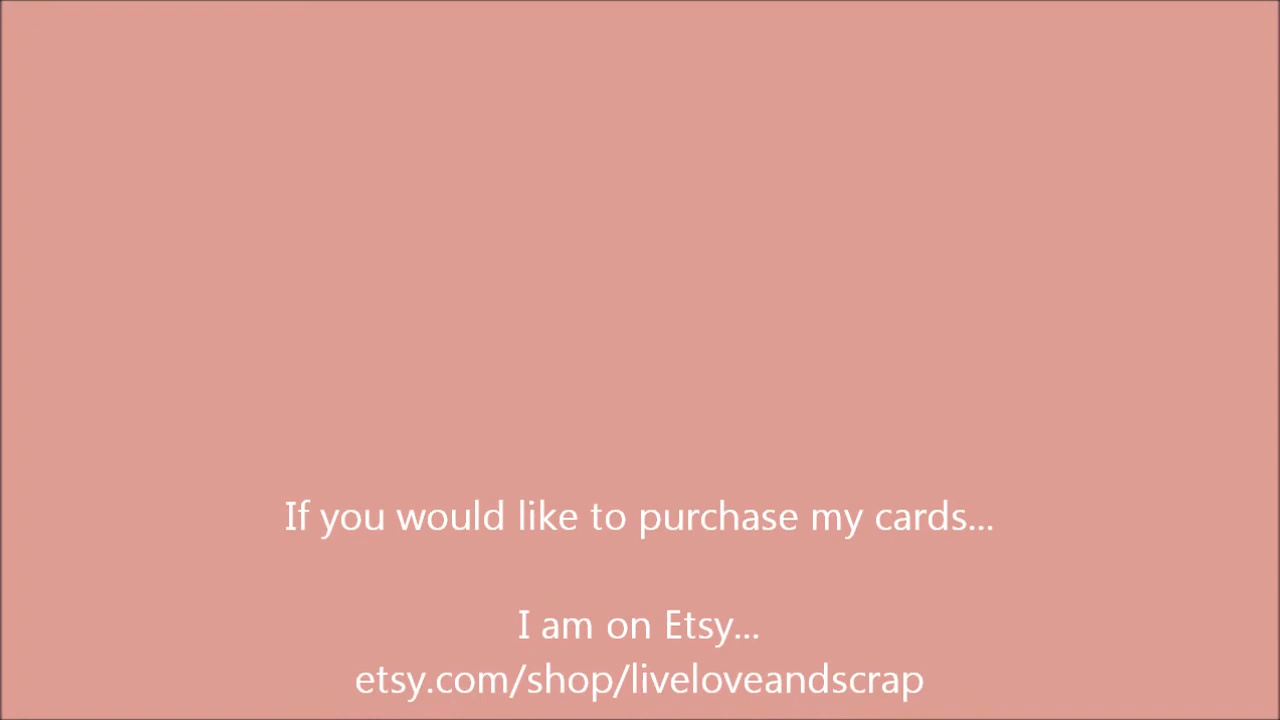 If you would like to purchase my cards...
I am on Etsy...
etsy.com/shop/liveloveandscrap